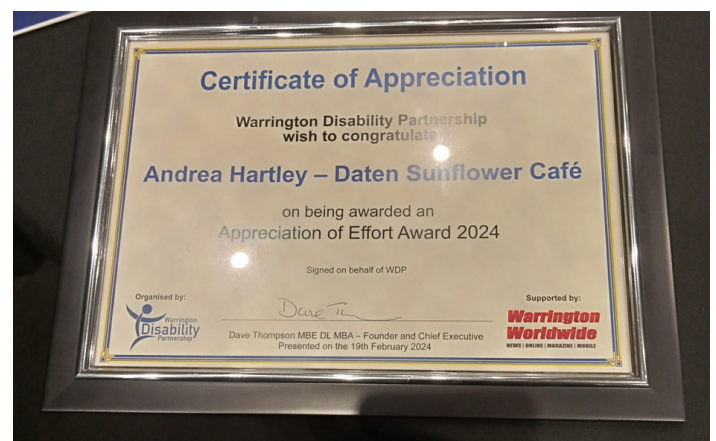 Certificate of Appreciation
Warrington Disability Partnership
wish to congratulate
Andrea Hartley – Daten Sunflower Café
on being awarded an
Appreciation of Effort Award 2024
Signed on behalf of WDP
Organised by:
Warrington
Disability
Partnership
Dave Thompson MBE DL MBA – Founder and Chief Executive
Presented on the 19th February 2024
Supported by:
Warrington
Worldwide
NEWS | ONLINE | MAGAZINE | MOBILE